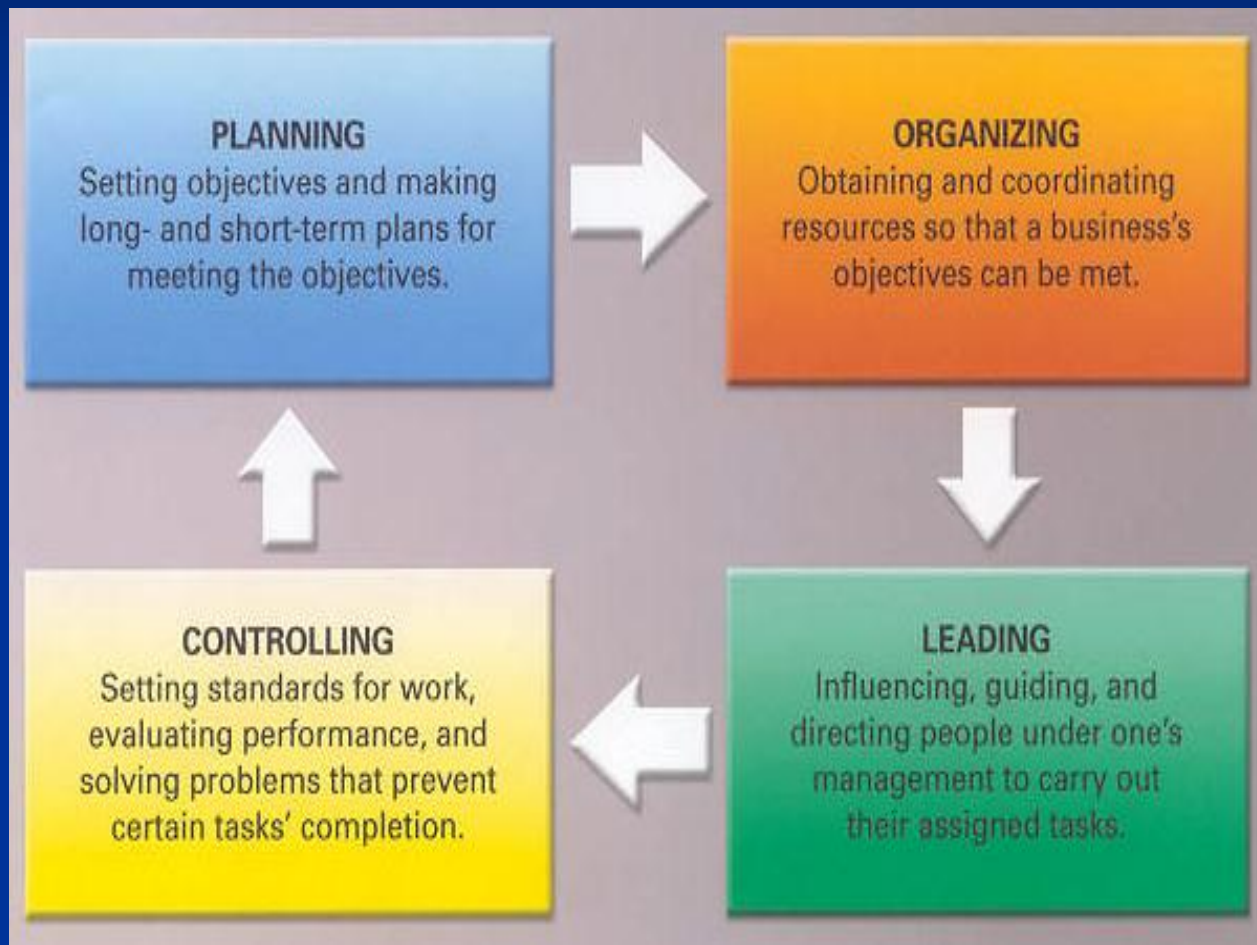 PLANNING
Setting objectives and making
long- and short-term plans for
meeting the objectives.
ORGANIZING
Obtaining and coordinating
resources so that a business's
objectives can be met.
LEADING
Influencing, guiding, and
directing people under one's
management to carry out
their assigned tasks.
CONTROLLING
Setting standards for work,
evaluating performance, and
solving problems that prevent
certain tasks' completion.